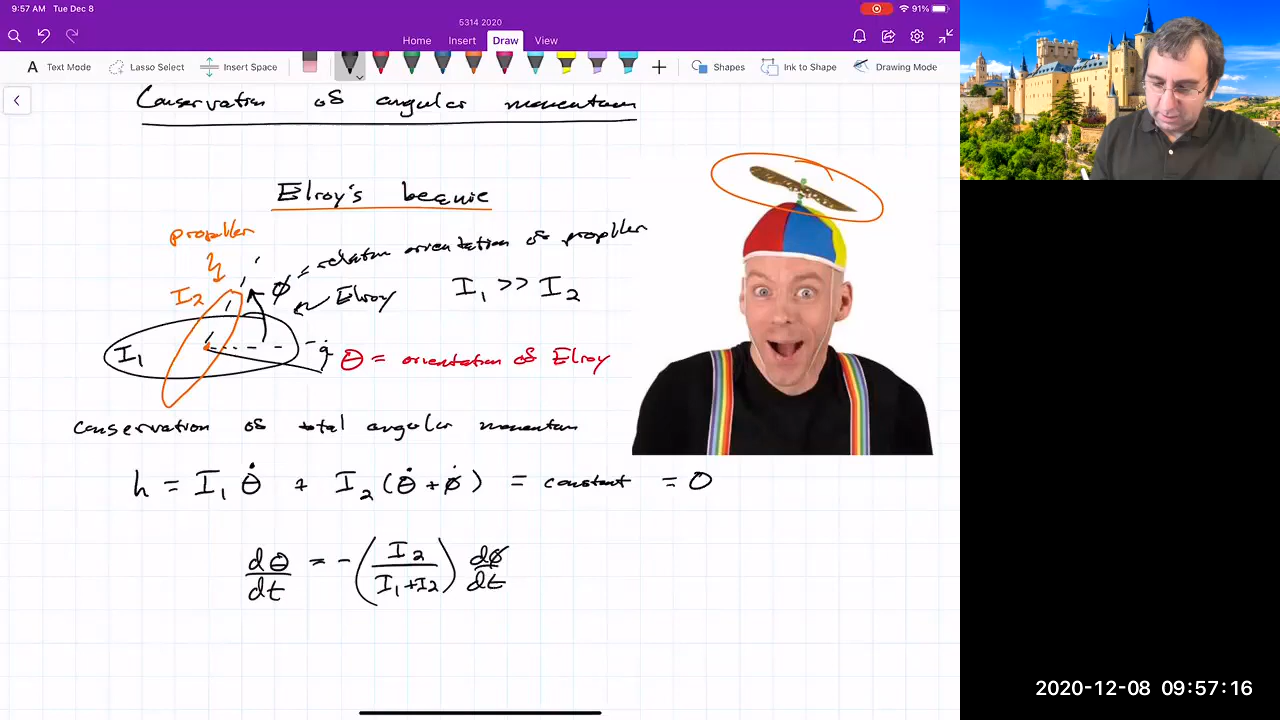 9:57 AM Tue Dec 8
91%
5314 2020
Home Insert Draw View
Text Mode Lasso Select Insert Space Shapes Ink to Shape Drawing Mode
Conservation of angular momentum
Elroy's beanie
propeller
ϕ = relative orientation of propeller
I₂ Elroy I₁ >> I₂
I₁
θ = orientation of Elroy
conservation of total angular momentum
h = I₁ θ̇ + I₂ (θ̇ + ϕ̇) = constant = 0
dθ/dt = - (I₂/(I₁+I₂)) dϕ/dt
2020-12-08 09:57:16